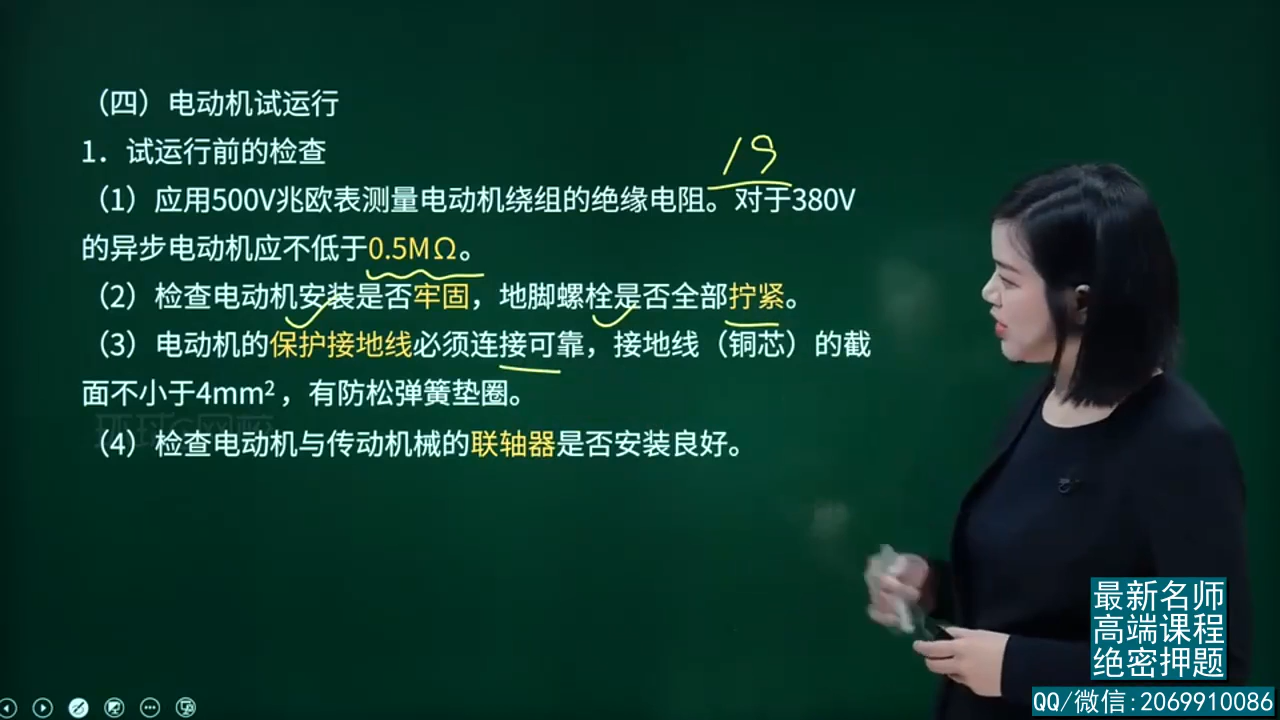 （四）电动机试运行
1．试运行前的检查
19
（1）应用500V兆欧表测量电动机绕组的绝缘电阻。对于380V
的异步电动机应不低于0.5MΩ。
（2）检查电动机安装是否牢固，地脚螺栓是否全部拧紧。
（3）电动机的保护接地线必须连接可靠，接地线（铜芯）的截
面不小于4mm²，有防松弹簧垫圈。
（4）检查电动机与传动机械的联轴器是否安装良好。
最新名师
高端课程
绝密押题
QQ/微信:2069910086